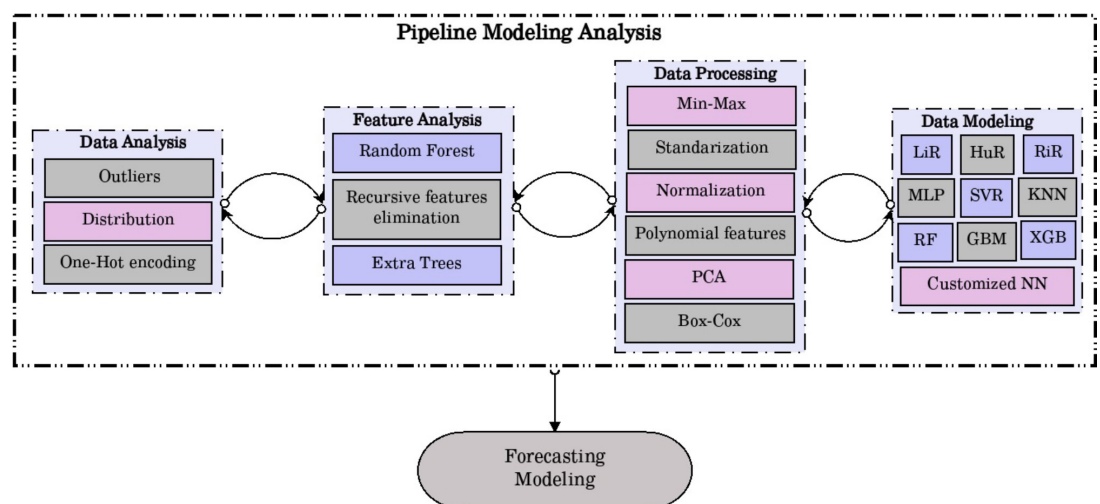 Pipeline Modeling Analysis
Data Analysis
Outliers
Distribution
One-Hot encoding
Feature Analysis
Random Forest
Recursive features
elimination
Extra Trees
Data Processing
Min-Max
Standarization
Normalization
Polynomial features
PCA
Box-Cox
Data Modeling
LiR HuR RiR
MLP SVR KNN
RF GBM XGB
Customized NN
Forecasting
Modeling